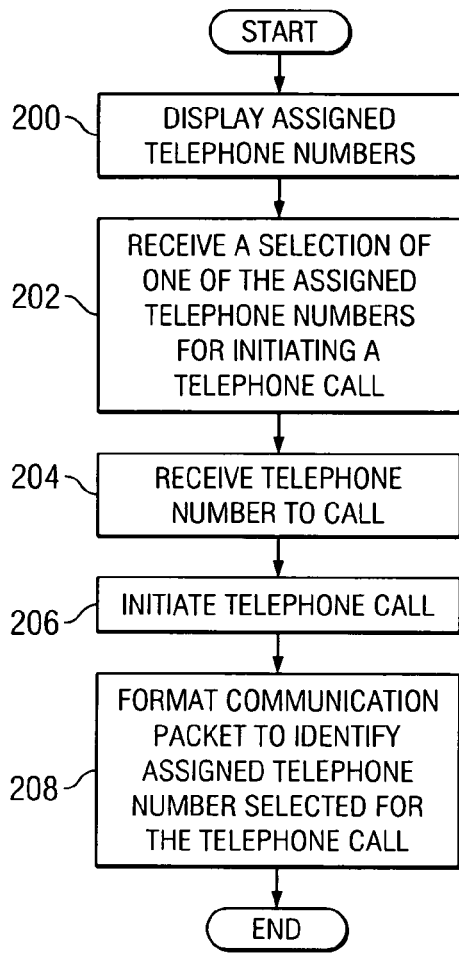 START
200
DISPLAY ASSIGNED
TELEPHONE NUMBERS
202
RECEIVE A SELECTION OF
ONE OF THE ASSIGNED
TELEPHONE NUMBERS
FOR INITIATING A
TELEPHONE CALL
204
RECEIVE TELEPHONE
NUMBER TO CALL
206
INITIATE TELEPHONE CALL
208
FORMAT COMMUNICATION
PACKET TO IDENTIFY
ASSIGNED TELEPHONE
NUMBER SELECTED FOR
THE TELEPHONE CALL
END